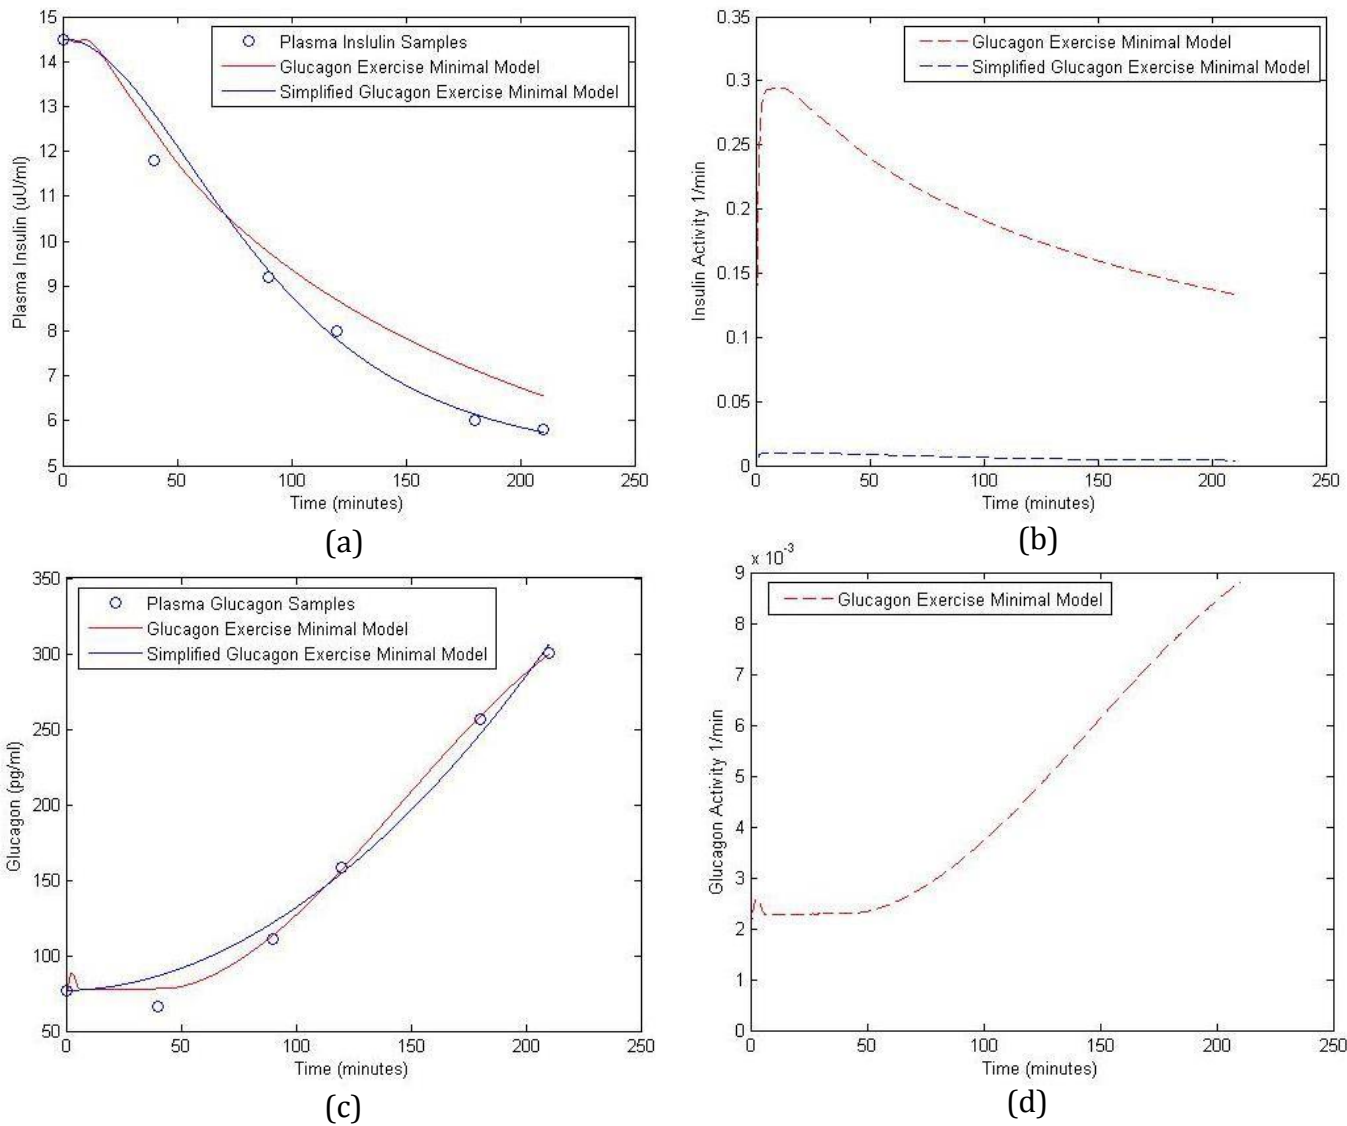 15
14
13
12
11
10
9
8
7
6
5
Plasma Insulin (uU/ml)
Plasma Inslulin Samples
Glucagon Exercise Minimal Model
Simplified Glucagon Exercise Minimal Model
0 50 100 150 200 250
Time (minutes)
(a)
0.35
0.3
0.25
0.2
0.15
0.1
0.05
0
Insulin Activity 1/min
Glucagon Exercise Minimal Model
Simplified Glucagon Exercise Minimal Model
0 50 100 150 200 250
Time (minutes)
(b)
350
300
250
200
150
100
50
Glucagon (pg/ml)
Plasma Glucagon Samples
Glucagon Exercise Minimal Model
Simplified Glucagon Exercise Minimal Model
0 50 100 150 200 250
Time (minutes)
(c)
x 10-3
9
8
7
6
5
4
3
2
1
0
Glucagon Activity 1/min
Glucagon Exercise Minimal Model
0 50 100 150 200 250
Time (minutes)
(d)